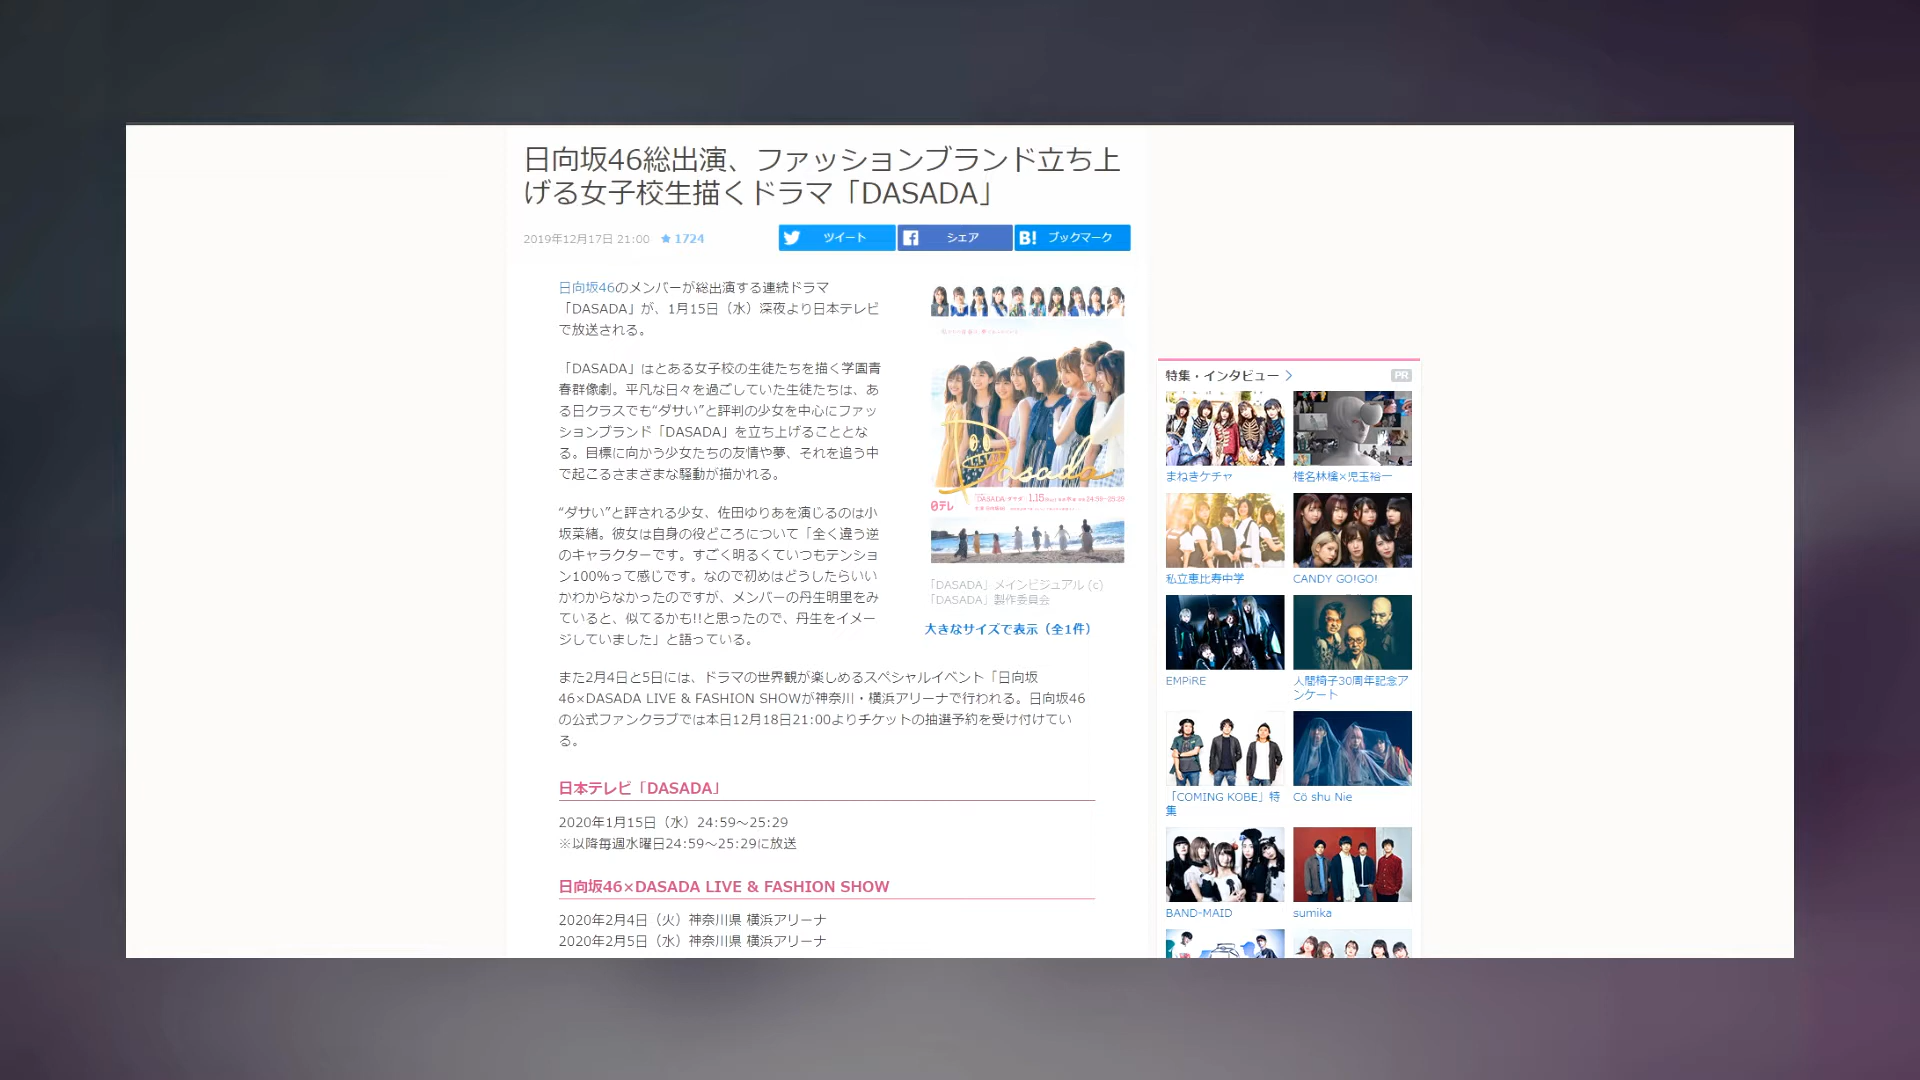 日向坂46総出演、ファッションブランド立ち上
げる女子校生描くドラマ「DASADA」
2019年12月17日 21:00 ★ 1724
ツイート
シェア
B! ブックマーク
日向坂46のメンバーが総出演する連続ドラマ
「DASADA」が、1月15日（水）深夜より日本テレビ
で放送される。
「DASADA」はとある女子校の生徒たちを描く学園青
春群像劇。平凡な日々を過ごしていた生徒たちは、あ
る日クラスでも“ダサい”と評判の少女を中心にファッ
ションブランド「DASADA」を立ち上げることとな
る。目標に向かう少女たちの友情や夢、それを追う中
で起こるさまざまな騒動が描かれる。
“ダサい”と評される少女、佐田ゆりあを演じるのは小
坂菜緒。彼女は自身の役どころについて「全く違う逆
のキャラクターです。すごく明るくていつもテンショ
ン100%って感じです。なので初めはどうしたらいい
かわからなかったのですが、メンバーの丹生明里をみ
ていると、似てるかも!!と思ったので、丹生をイメー
ジしていました」と語っている。
Dasada
日テレ
DASADA
1.15
24:59-25:29
「DASADA」メインビジュアル (c)
「DASADA」製作委員会
大きなサイズで表示（全1件）
また2月4日と5日には、ドラマの世界観が楽しめるスペシャルイベント「日向坂
46×DASADA LIVE & FASHION SHOWが神奈川・横浜アリーナで行われる。日向坂46
の公式ファンクラブでは本日12月18日21:00よりチケットの抽選予約を受け付けてい
る。
日本テレビ「DASADA」
2020年1月15日（水）24:59～25:29
※以降毎週水曜日24:59～25:29に放送
日向坂46×DASADA LIVE & FASHION SHOW
2020年2月4日（火）神奈川県 横浜アリーナ
2020年2月5日（水）神奈川県 横浜アリーナ
特集・インタビュー
PR
まねきケチャ
椎名林檎×児玉裕一
私立恵比寿中学
CANDY GO!GO!
EMPiRE
人間椅子30周年記念ア
ンケート
「COMING KOBE」特
集
Cö shu Nie
BAND-MAID
sumika